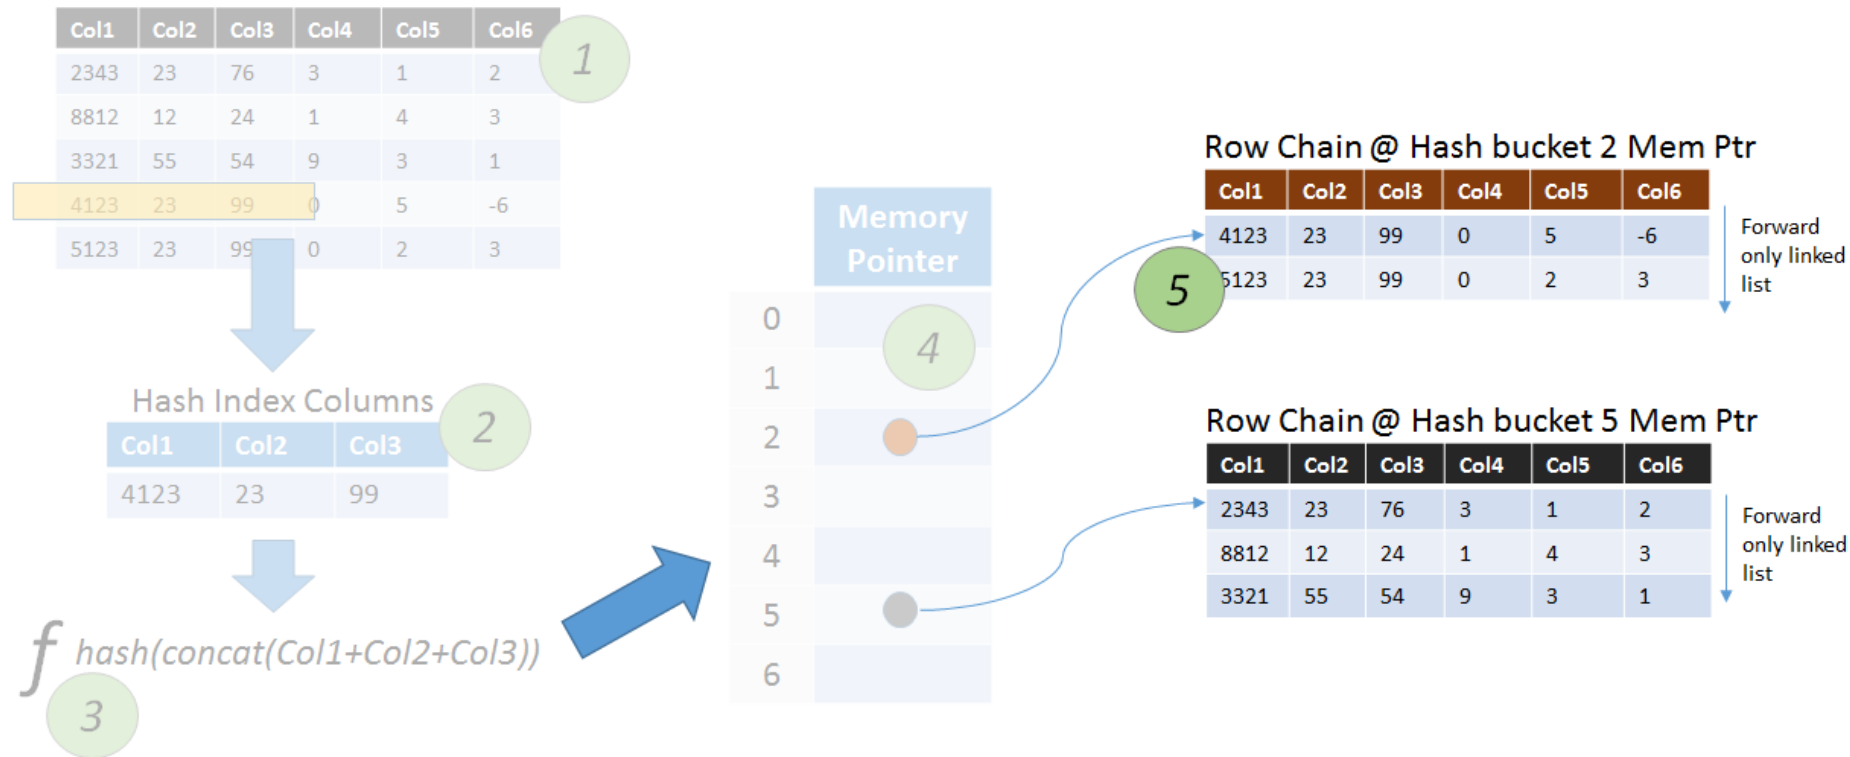 Col1 Col2 Col3 Col4 Col5 Col6
2343 23 76 3 1 2
8812 12 24 1 4 3
3321 55 54 9 3 1
4123 23 99 0 5 -6
5123 23 99 0 2 3
1
Hash Index Columns
Col1 Col2 Col3
4123 23 99
2
f hash(concat(Col1+Col2+Col3))
3
Memory
Pointer
0
1
2
3
4
5
6
4
Row Chain @ Hash bucket 2 Mem Ptr
Col1 Col2 Col3 Col4 Col5 Col6
4123 23 99 0 5 -6
5123 23 99 0 2 3
5
Forward
only linked
list
Row Chain @ Hash bucket 5 Mem Ptr
Col1 Col2 Col3 Col4 Col5 Col6
2343 23 76 3 1 2
8812 12 24 1 4 3
3321 55 54 9 3 1
Forward
only linked
list